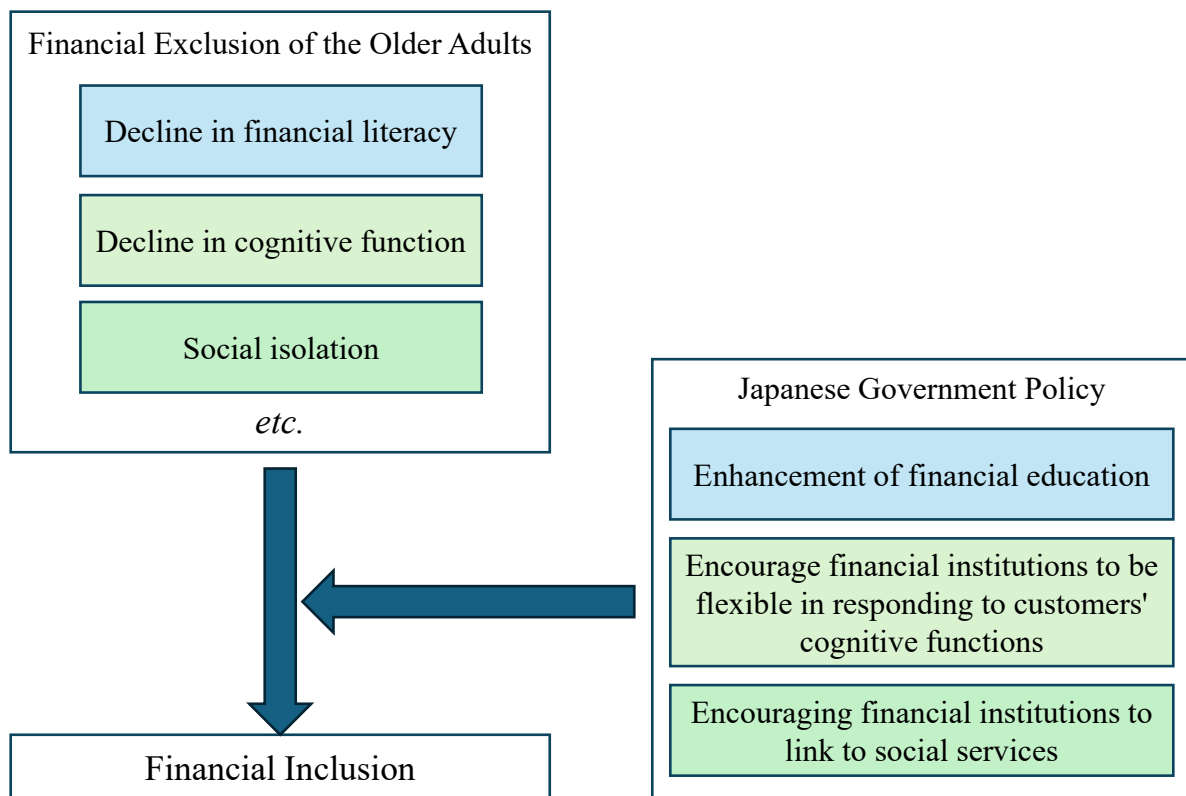 Financial Exclusion of the Older Adults
Decline in financial literacy
Decline in cognitive function
Social isolation
etc.
Japanese Government Policy
Enhancement of financial education
Encourage financial institutions to be
flexible in responding to customers'
cognitive functions
Encouraging financial institutions to
link to social services
Financial Inclusion